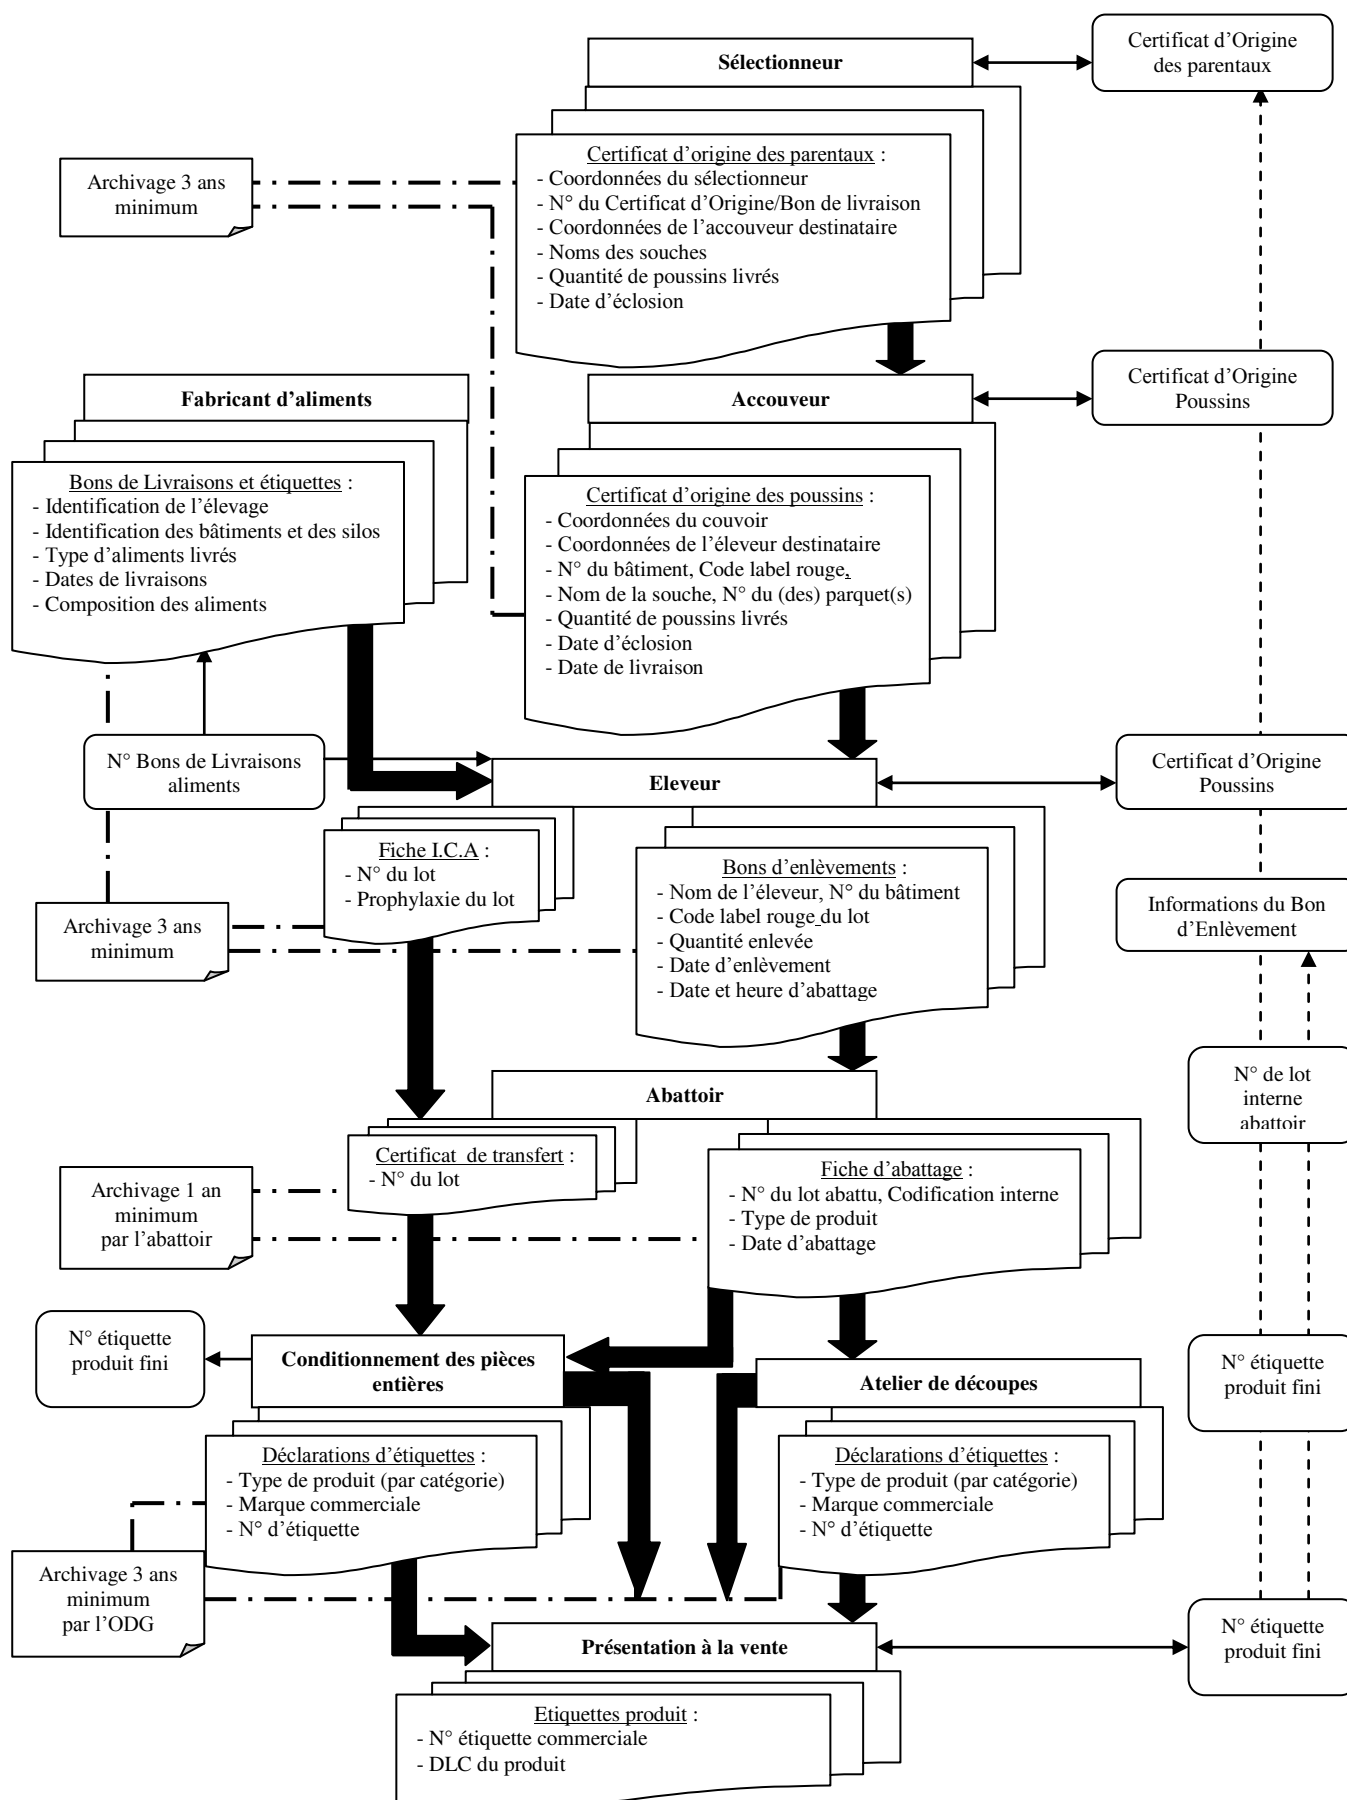 Sélectionneur
Certificat d’Origine
des parentaux
Certificat d’origine des parentaux :
- Coordonnées du sélectionneur
- N° du Certificat d’Origine/Bon de livraison
- Coordonnées de l’accouveur destinataire
- Noms des souches
- Quantité de poussins livrés
- Date d’éclosion
Archivage 3 ans
minimum
Fabricant d’aliments
Accouveur
Certificat d’Origine
Poussins
Bons de Livraisons et étiquettes :
- Identification de l’élevage
- Identification des bâtiments et des silos
- Type d’aliments livrés
- Dates de livraisons
- Composition des aliments
Certificat d’origine des poussins :
- Coordonnées du couvoir
- Coordonnées de l’éleveur destinataire
- N° du bâtiment, Code label rouge,
- Nom de la souche, N° du (des) parquet(s)
- Quantité de poussins livrés
- Date d’éclosion
- Date de livraison
N° Bons de Livraisons
aliments
Eleveur
Certificat d’Origine
Poussins
Fiche I.C.A :
- N° du lot
- Prophylaxie du lot
Bons d’enlèvements :
- Nom de l’éleveur, N° du bâtiment
- Code label rouge du lot
- Quantité enlevée
- Date d’enlèvement
- Date et heure d’abattage
Archivage 3 ans
minimum
Informations du Bon
d’Enlèvement
Abattoir
N° de lot
interne
abattoir
Certificat de transfert :
- N° du lot
Fiche d’abattage :
- N° du lot abattu, Codification interne
- Type de produit
- Date d’abattage
Archivage 1 an
minimum
par l’abattoir
N° étiquette
produit fini
Conditionnement des pièces
entières
Atelier de découpes
N° étiquette
produit fini
Déclarations d’étiquettes :
- Type de produit (par catégorie)
- Marque commerciale
- N° d’étiquette
Déclarations d’étiquettes :
- Type de produit (par catégorie)
- Marque commerciale
- N° d’étiquette
Archivage 3 ans
minimum
par l’ODG
Présentation à la vente
N° étiquette
produit fini
Etiquettes produit :
- N° étiquette commerciale
- DLC du produit